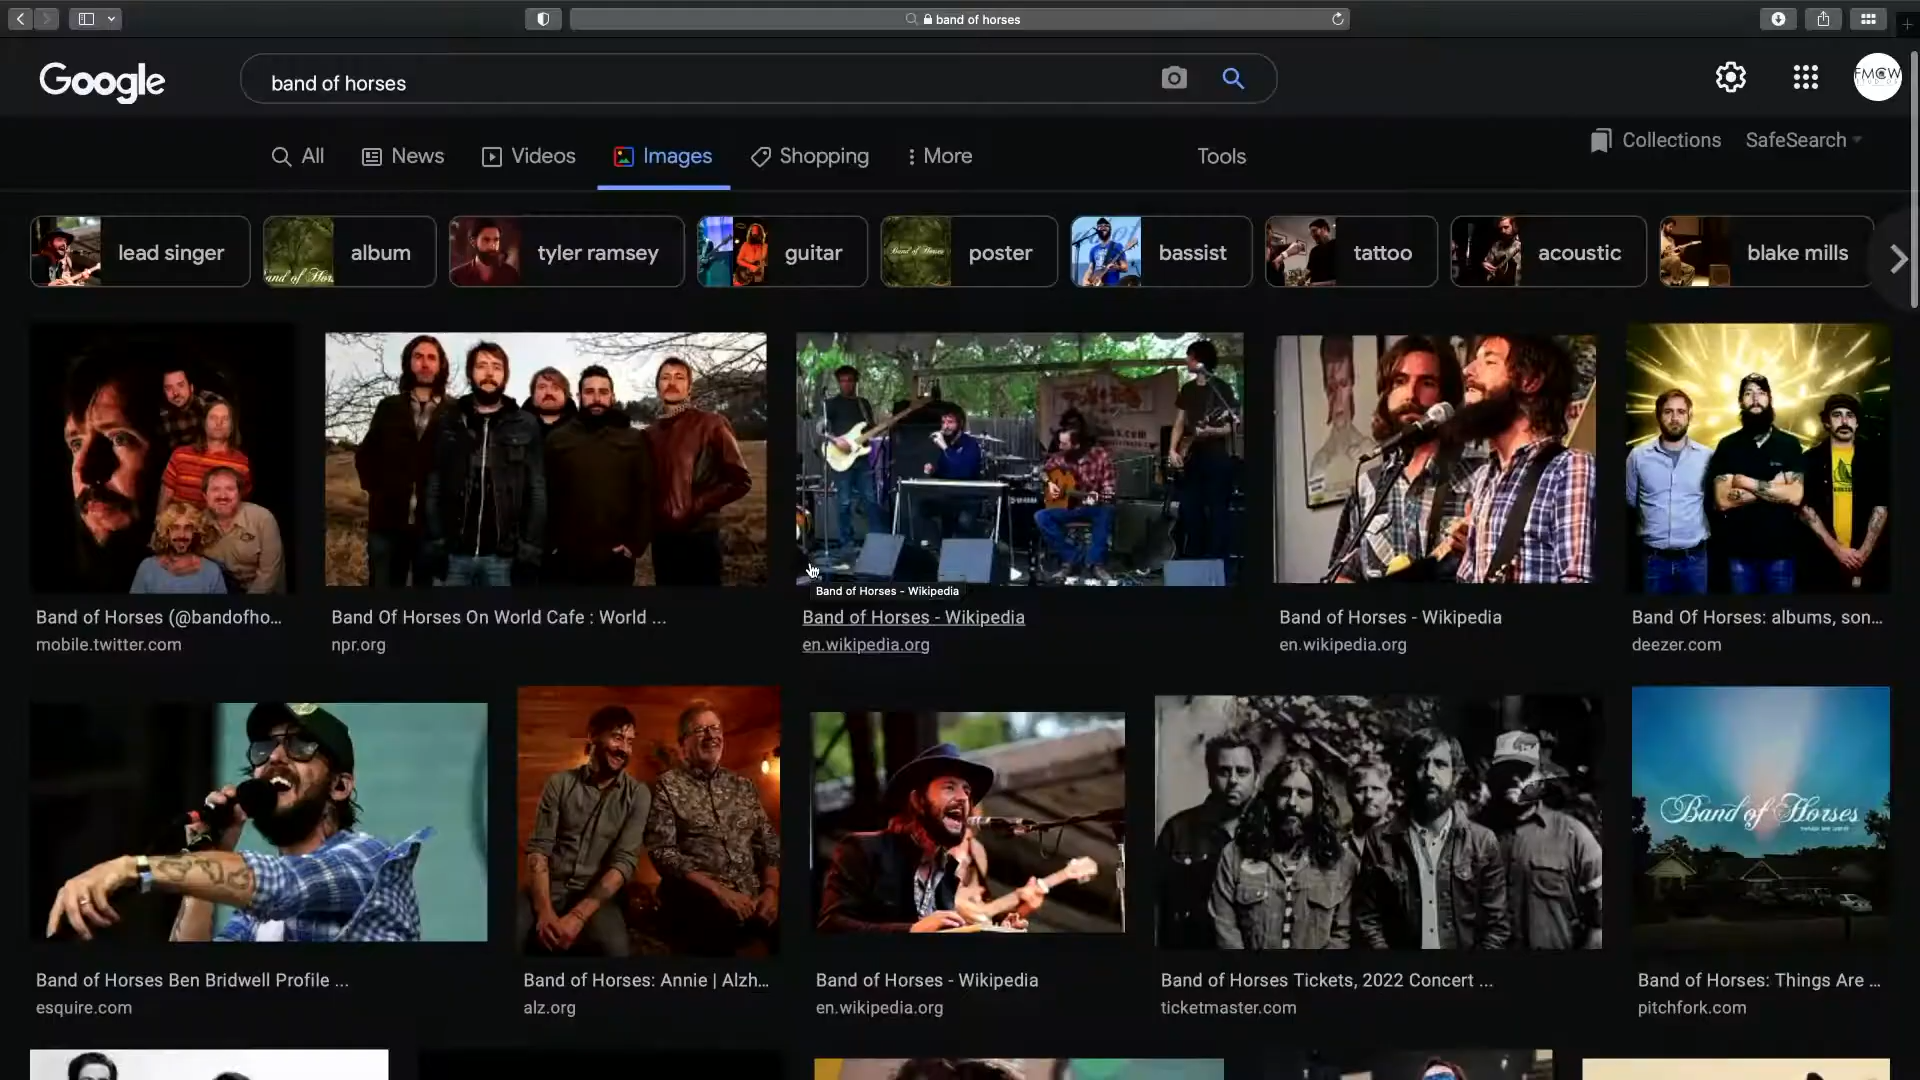 band of horses
Google
band of horses
FMCW
All
News
Videos
Images
Shopping
More
Tools
Collections
SafeSearch
lead singer
album
tyler ramsey
guitar
poster
bassist
tattoo
acoustic
blake mills
Band of Horses - Wikipedia
Band of Horses (@bandofho...
mobile.twitter.com
Band Of Horses On World Cafe : World ...
npr.org
Band of Horses - Wikipedia
en.wikipedia.org
Band of Horses - Wikipedia
en.wikipedia.org
Band Of Horses: albums, son...
deezer.com
Band of Horses
Band of Horses Ben Bridwell Profile ...
esquire.com
Band of Horses: Annie | Alzh...
alz.org
Band of Horses - Wikipedia
en.wikipedia.org
Band of Horses Tickets, 2022 Concert ...
ticketmaster.com
Band of Horses: Things Are ...
pitchfork.com